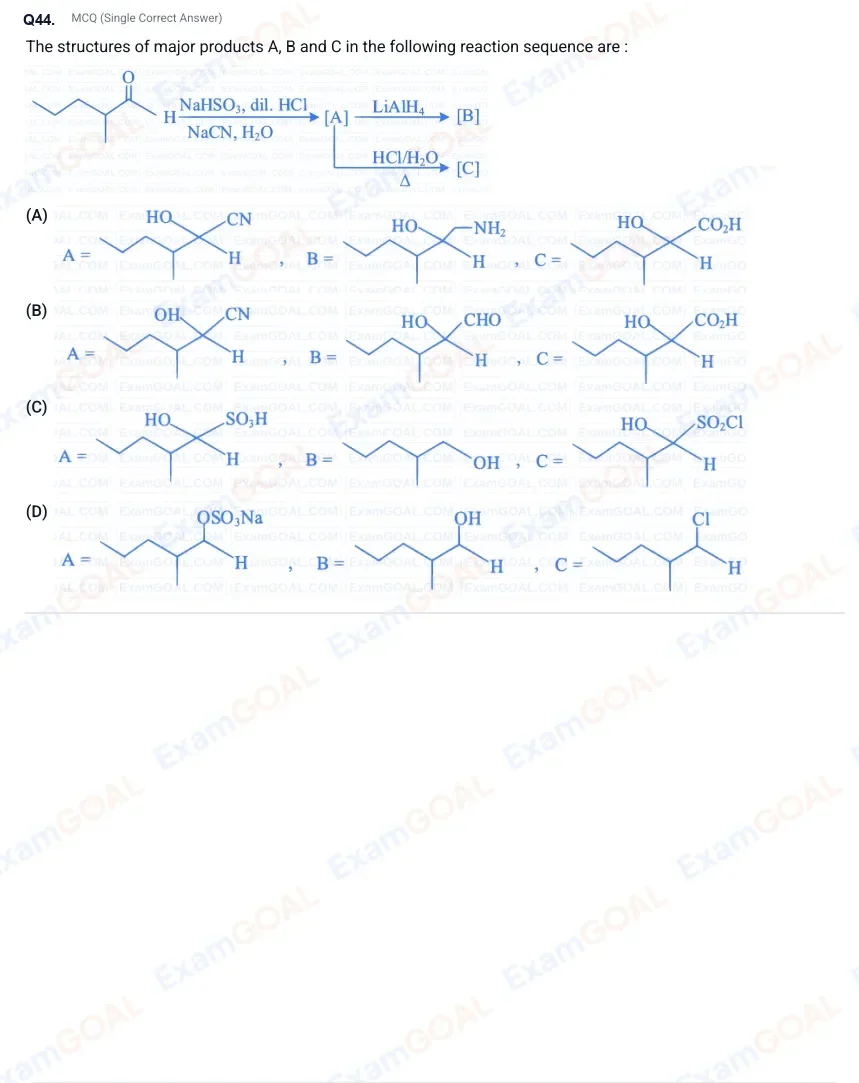 Q44. MCQ (Single Correct Answer)
The structures of major products A, B and C in the following reaction sequence are :
O
H
NaHSO₃, dil. HCl
NaCN, H₂O
[A]
LiAlH₄
[B]
HCl/H₂O
Δ
[C]
(A)
A =
HO
CN
H
,
B =
HO
NH₂
H
,
C =
HO
CO₂H
H
(B)
A =
OH
CN
H
,
B =
HO
CHO
H
,
C =
HO
CO₂H
H
(C)
A =
HO
SO₃H
H
,
B =
OH
,
C =
HO
SO₂Cl
H
(D)
A =
OSO₃Na
H
,
B =
OH
H
,
C =
Cl
H
ExamGOAL